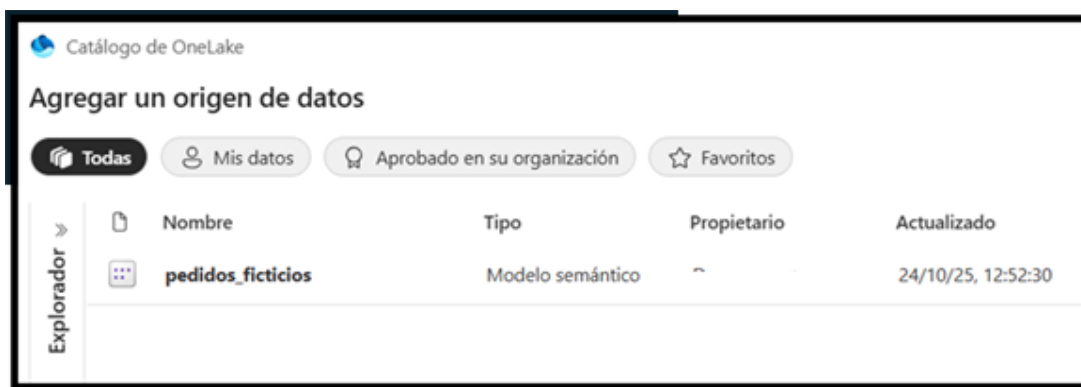 Catálogo de OneLake
Agregar un origen de datos
Todas Mis datos Aprobado en su organización Favoritos
Explorador
Nombre Tipo Propietario Actualizado
pedidos_ficticios Modelo semántico 24/10/25, 12:52:30